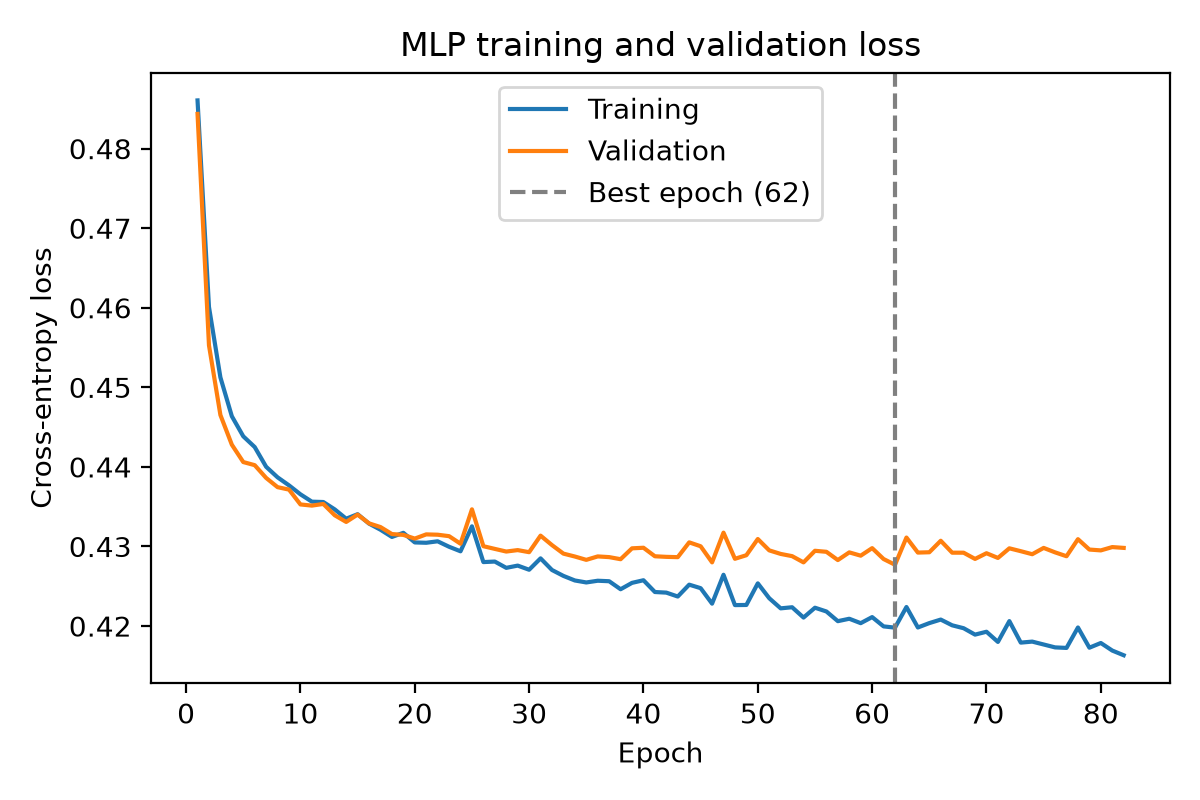 MLP training and validation loss
Training
Validation
Best epoch (62)
0.48
0.47
0.46
0.45
0.44
0.43
0.42
Cross-entropy loss
0 10 20 30 40 50 60 70 80
Epoch